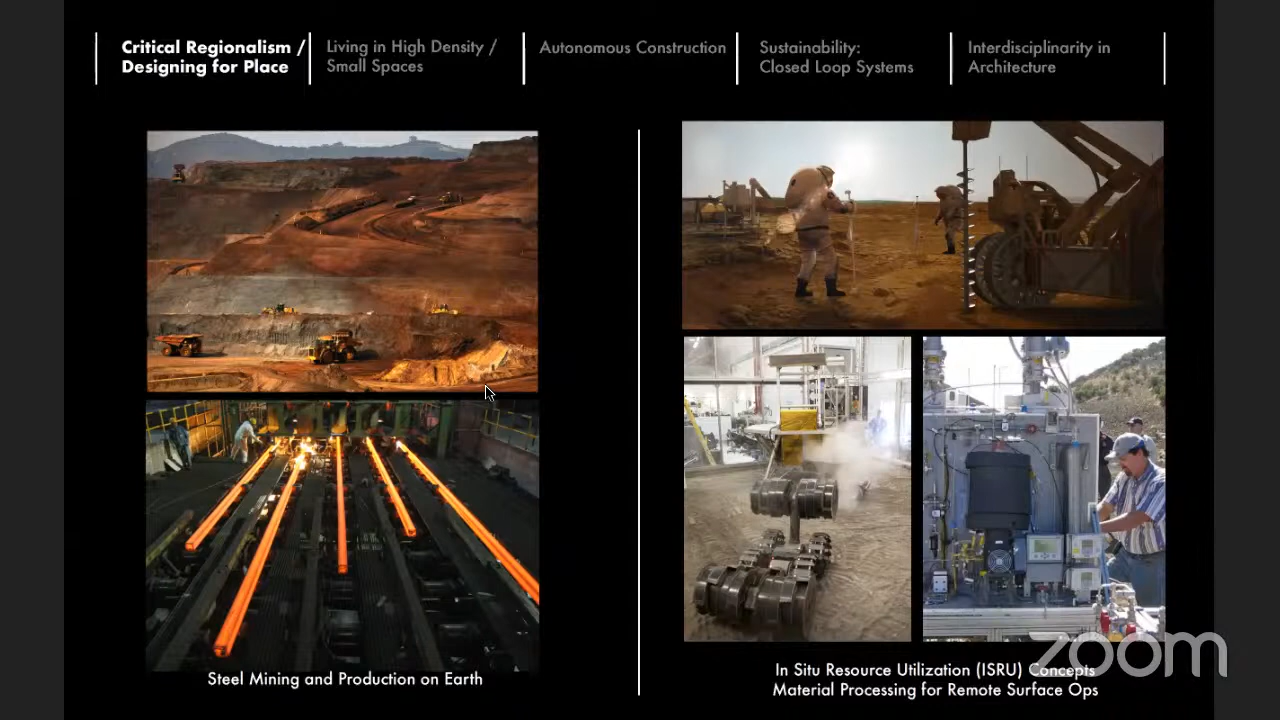 Critical Regionalism /
Designing for Place
Living in High Density /
Small Spaces
Autonomous Construction
Sustainability:
Closed Loop Systems
Interdisciplinarity in
Architecture
Steel Mining and Production on Earth
In Situ Resource Utilization (ISRU) Concepts
Material Processing for Remote Surface Ops
zoom